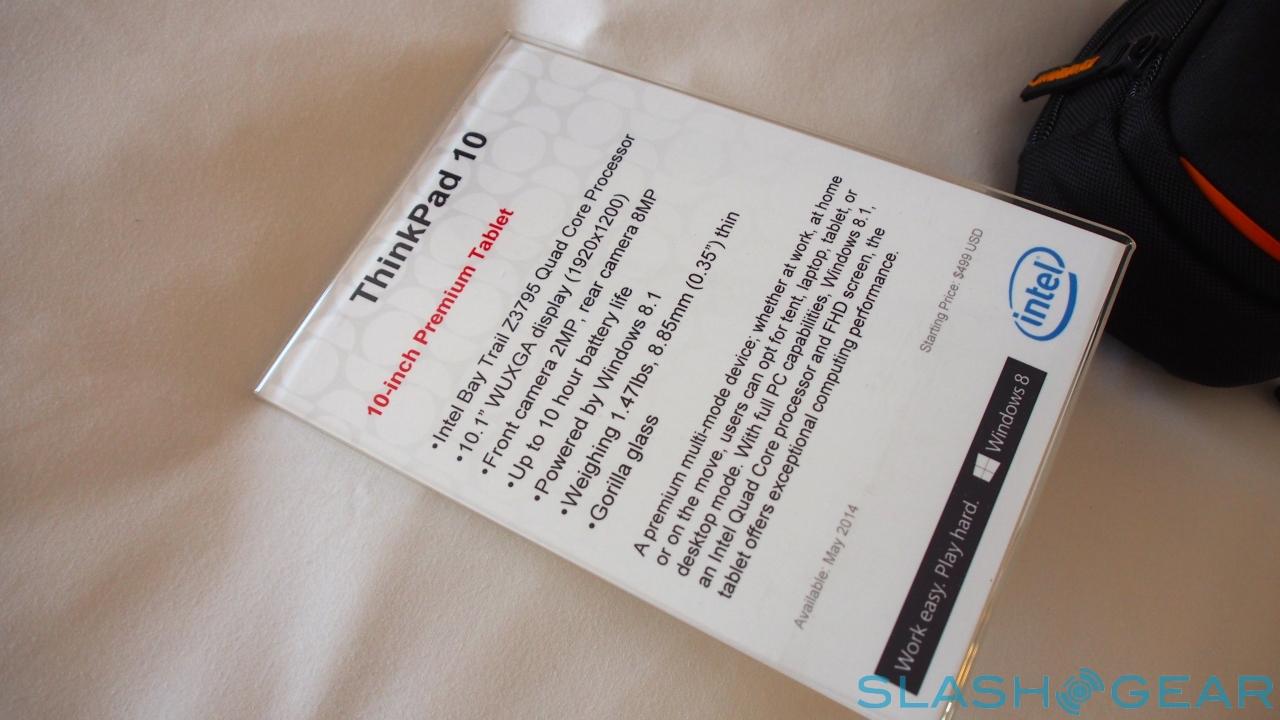 ThinkPad 10
10-inch Premium Tablet
•Intel Bay Trail Z3795 Quad Core Processor
•10.1" WUXGA display (1920x1200)
•Front camera 2MP , rear camera 8MP
•Up to 10 hour battery life
•Powered by Windows 8.1
•Weighing 1.47lbs, 8.85mm (0.35") thin
•Gorilla glass
A premium multi-mode device; whether at work, at home
or on the move, users can opt for tent, laptop, tablet, or
desktop mode. With full PC capabilities, Windows 8.1,
an Intel Quad Core processor and FHD screen, the
tablet offers exceptional computing performance.
Available: May 2014
Starting Price: $499 USD
Work easy. Play hard.
Windows 8
intel
SLASHGEAR